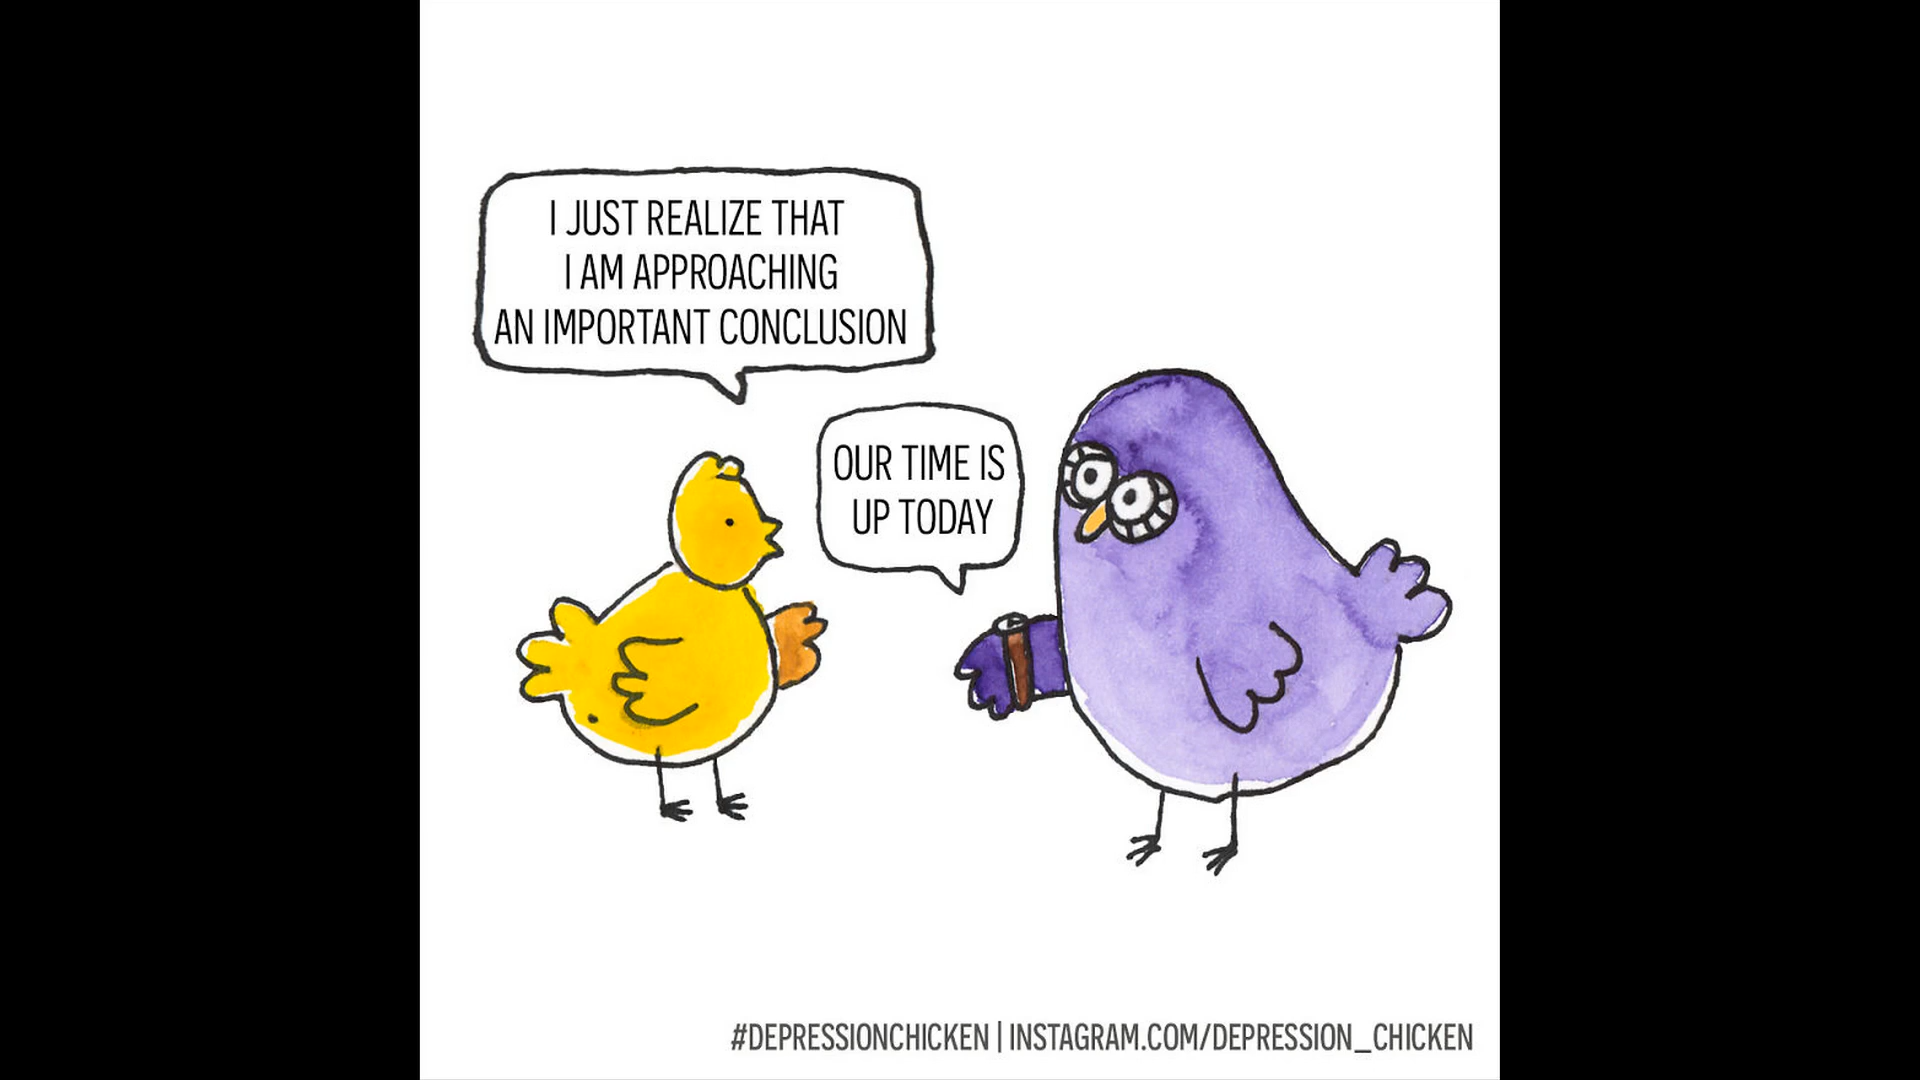 I JUST REALIZE THAT
I AM APPROACHING
AN IMPORTANT CONCLUSION
OUR TIME IS
UP TODAY
#DEPRESSIONCHICKEN | INSTAGRAM.COM/DEPRESSION_CHICKEN